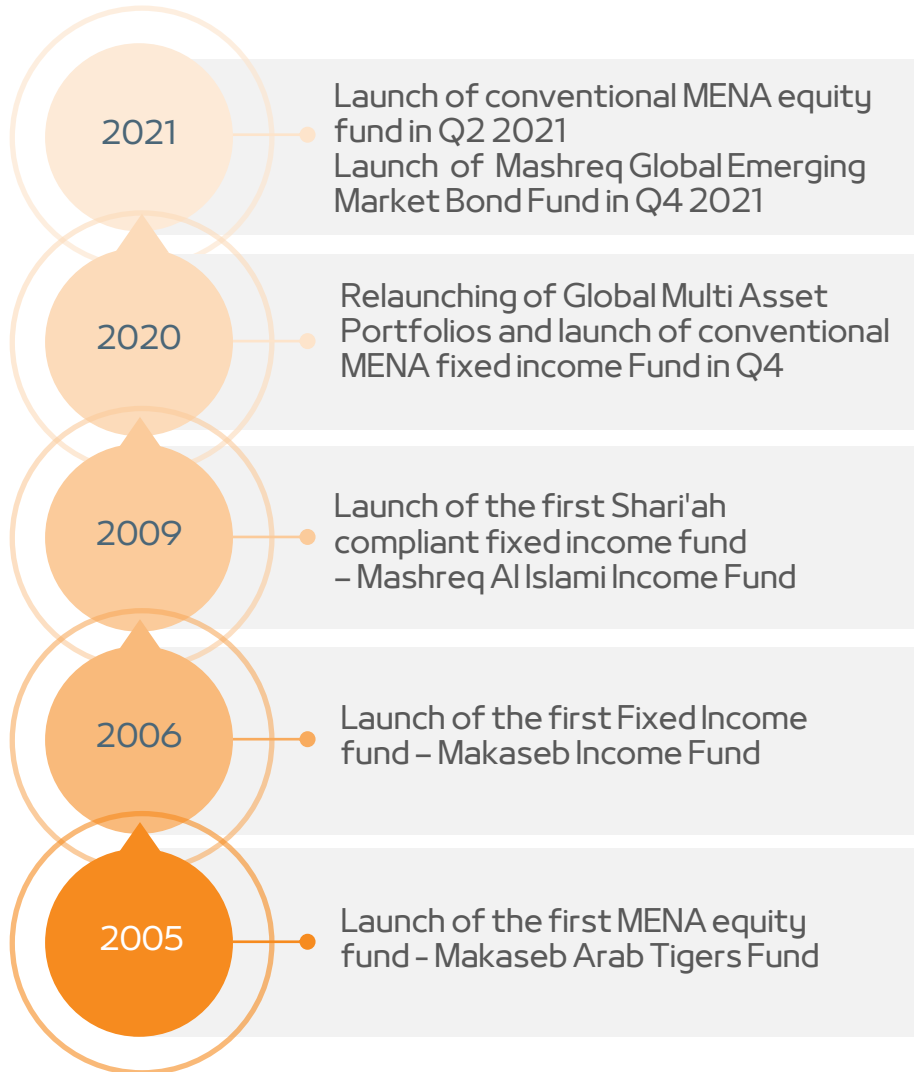 2021
Launch of conventional MENA equity
fund in Q2 2021
Launch of Mashreq Global Emerging
Market Bond Fund in Q4 2021
2020
Relaunching of Global Multi Asset
Portfolios and launch of conventional
MENA fixed income Fund in Q4
2009
Launch of the first Shari'ah
compliant fixed income fund
– Mashreq Al Islami Income Fund
2006
Launch of the first Fixed Income
fund – Makaseb Income Fund
2005
Launch of the first MENA equity
fund - Makaseb Arab Tigers Fund